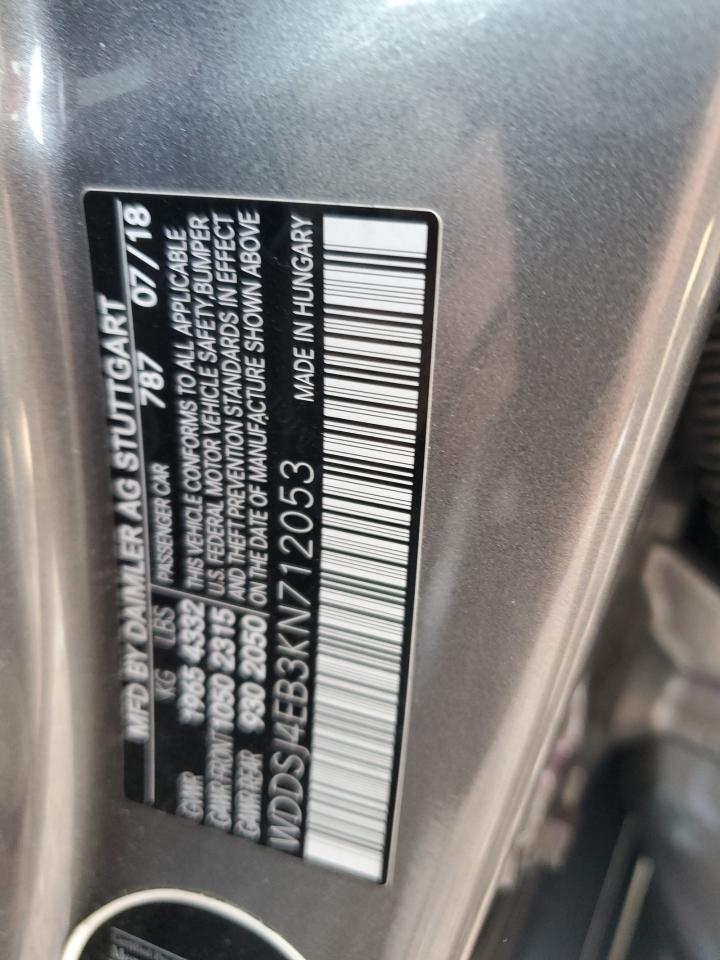 MFD BY DAIMLER AG STUTTGART
PASSENGER CAR 787 07/18
KG LBS
GVWR 1965 4332
GAWR FRONT 1050 2315
GAWR REAR 930 2050
THIS VEHICLE CONFORMS TO ALL APPLICABLE
U.S. FEDERAL MOTOR VEHICLE SAFETY,BUMPER
AND THEFT PREVENTION STANDARDS IN EFFECT
ON THE DATE OF MANUFACTURE SHOWN ABOVE
WDDSJ4EB3KN712053
MADE IN HUNGARY